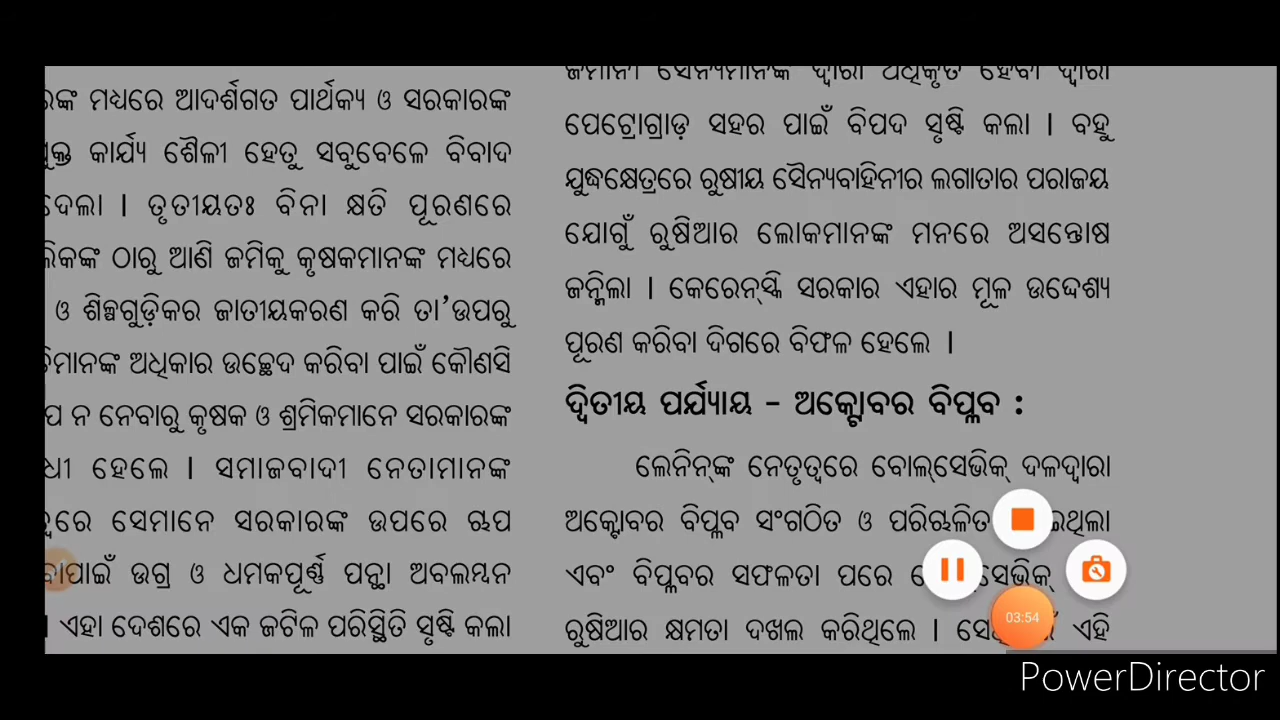 ମଧ୍ୟରେ ଆଦର୍ଶଗତ ପାର୍ଥକ୍ୟ ଓ ସରକାରଙ୍କ
କାର୍ଯ୍ୟ ଶୈଳୀ ହେତୁ ସବୁବେଳେ ବିବାଦ
ଦେଲା । ତୃତୀୟତଃ ବିନା କ୍ଷତି ପୂରଣରେ
ଠାରୁ ଆଣି ଜମିକୁ କୃଷକମାନଙ୍କ ମଧ୍ୟରେ
ଓ ଶିଳ୍ପଗୁଡ଼ିକର ଜାତୀୟକରଣ କରି ତା’ଉପରୁ
ଅଧିକାର ଉଚ୍ଛେଦ କରିବା ପାଇଁ କୌଣସି
ନ ନେବାରୁ କୃଷକ ଓ ଶ୍ରମିକମାନେ ସରକାରଙ୍କ
ହେଲେ । ସମାଜବାଦୀ ନେତାମାନଙ୍କ
ସେମାନେ ସରକାରଙ୍କ ଉପରେ ଚାପ
ଉଗ୍ର ଓ ଧମକପୂର୍ଣ୍ଣ ପନ୍ଥା ଅବଲମ୍ବନ
। ଏହା ଦେଶରେ ଏକ ଜଟିଳ ପରିସ୍ଥିତି ସୃଷ୍ଟି କଲା
ଜର୍ମାନୀ ସୈନ୍ୟମାନଙ୍କ ଦ୍ୱାରା ଅଧିକୃତ ହେବା ଦ୍ୱାରା
ପେଟ୍ରୋଗ୍ରାଡ଼ ସହର ପାଇଁ ବିପଦ ସୃଷ୍ଟି କଲା । ବହୁ
ଯୁଦ୍ଧକ୍ଷେତ୍ରରେ ରୁଷୀୟ ସୈନ୍ୟବାହିନୀର ଲଗାତାର ପରାଜୟ
ଯୋଗୁଁ ରୁଷିଆର ଲୋକମାନଙ୍କ ମନରେ ଅସନ୍ତୋଷ
ଜନ୍ମିଲା । କେରେନ୍‌ସ୍କି ସରକାର ଏହାର ମୂଳ ଉଦ୍ଦେଶ୍ୟ
ପୂରଣ କରିବା ଦିଗରେ ବିଫଳ ହେଲେ ।
ଦ୍ୱିତୀୟ ପର୍ଯ୍ୟାୟ – ଅକ୍ଟୋବର ବିପ୍ଳବ :
ଲେନିନ୍‌ଙ୍କ ନେତୃତ୍ୱରେ ବୋଲ୍‌ସେଭିକ୍ ଦଳଦ୍ୱାରା
ଅକ୍ଟୋବର ବିପ୍ଳବ ସଂଗଠିତ ଓ ପରିଚାଳିତ
ଏବଂ ବିପ୍ଳବର ସଫଳତା ପରେ
ରୁଷିଆର କ୍ଷମତା ଦଖଲ କରିଥିଲେ । ଏହି
03:54
PowerDirector